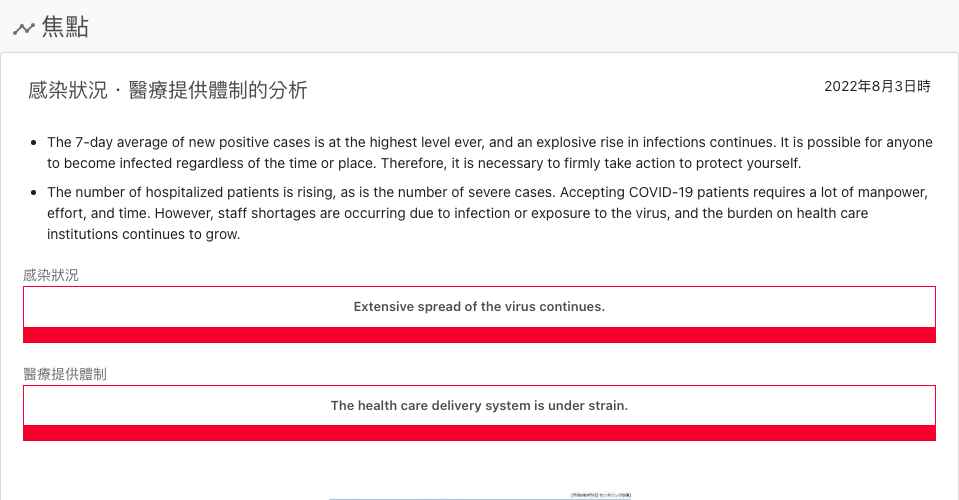 焦點
感染狀況・醫療提供體制的分析
2022年8月3日時
The 7-day average of new positive cases is at the highest level ever, and an explosive rise in infections continues. It is possible for anyone
to become infected regardless of the time or place. Therefore, it is necessary to firmly take action to protect yourself.
The number of hospitalized patients is rising, as is the number of severe cases. Accepting COVID-19 patients requires a lot of manpower,
effort, and time. However, staff shortages are occurring due to infection or exposure to the virus, and the burden on health care
institutions continues to grow.
感染狀況
Extensive spread of the virus continues.
醫療提供體制
The health care delivery system is under strain.